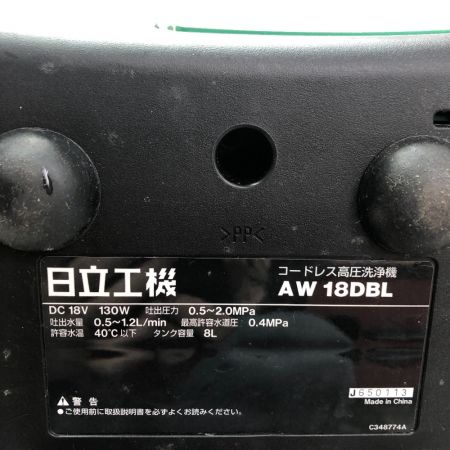 >PP<
日立工機
コードレス高圧洗浄機
AW 18DBL
DC 18V 130W 吐出圧力 0.5~2.0MPa
吐出水量 0.5~1.2L/min 最高許容水道圧 0.4MPa
許容水温 40℃以下 タンク容量 8L
⚠ 警告
●ご使用前に取扱説明書を必ずよくお読みください。
J650113
Made in China
C348774A